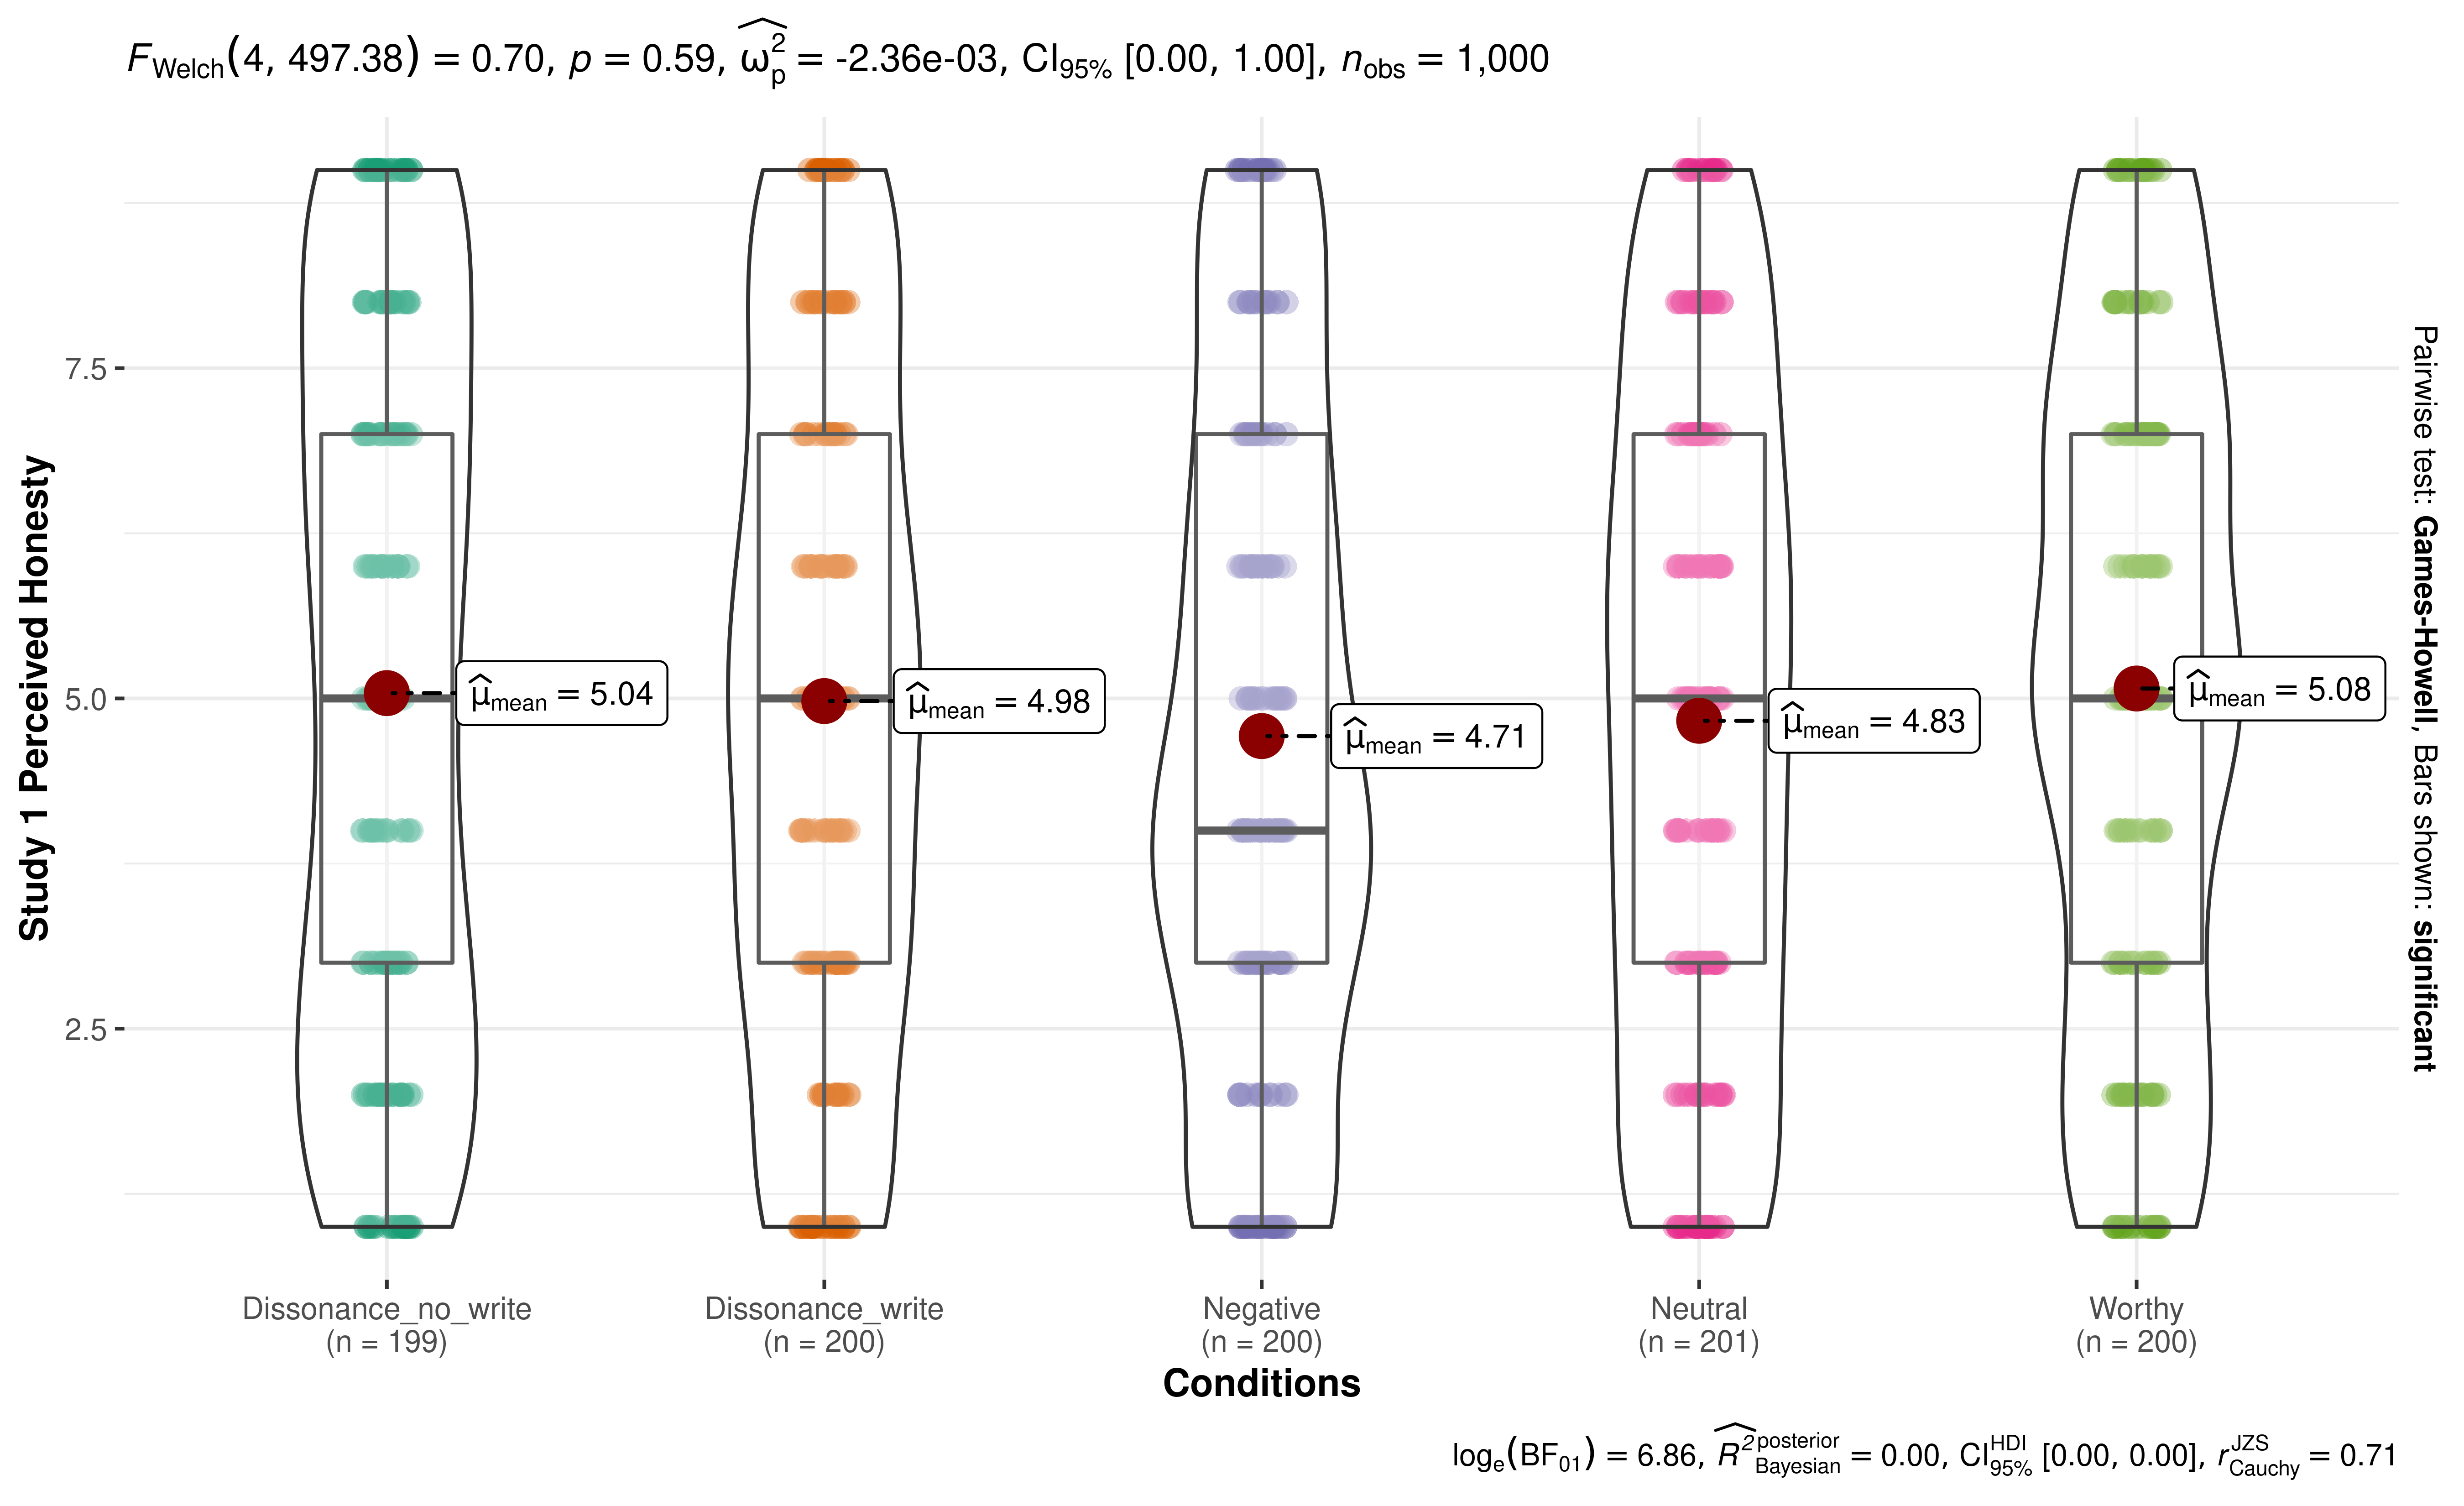 F_Welch(4, 497.38) = 0.70, p = 0.59, ω̂²_p = -2.36e-03, CI_95% [0.00, 1.00], n_obs = 1,000
Study 1 Perceived Honesty
7.5
5.0
2.5
μ̂_mean = 5.04
μ̂_mean = 4.98
μ̂_mean = 4.71
μ̂_mean = 4.83
μ̂_mean = 5.08
Pairwise test: Games-Howell, Bars shown: significant
Dissonance_no_write
(n = 199)
Dissonance_write
(n = 200)
Negative
(n = 200)
Neutral
(n = 201)
Worthy
(n = 200)
Conditions
log_e(BF_01) = 6.86, R̂²^posterior_Bayesian = 0.00, CI^HDI_95% [0.00, 0.00], r^JZS_Cauchy = 0.71